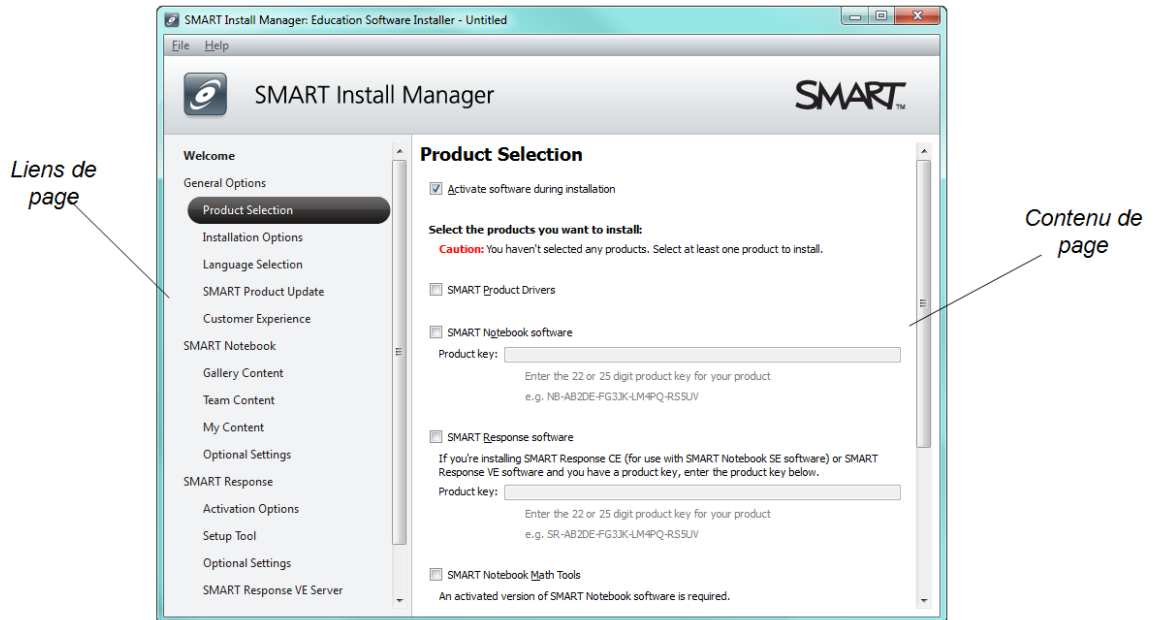 SMART Install Manager: Education Software Installer - Untitled
File Help
SMART Install Manager
SMART™
Liens de
page
Welcome
General Options
Product Selection
Installation Options
Language Selection
SMART Product Update
Customer Experience
SMART Notebook
Gallery Content
Team Content
My Content
Optional Settings
SMART Response
Activation Options
Setup Tool
Optional Settings
SMART Response VE Server
Product Selection
Activate software during installation
Select the products you want to install:
Caution: You haven't selected any products. Select at least one product to install.
SMART Product Drivers
SMART Notebook software
Product key:
Enter the 22 or 25 digit product key for your product
e.g. NB-AB2DE-FG3JK-LM4PQ-RS5UV
SMART Response software
If you're installing SMART Response CE (for use with SMART Notebook SE software) or SMART
Response VE software and you have a product key, enter the product key below.
Product key:
Enter the 22 or 25 digit product key for your product
e.g. SR-AB2DE-FG3JK-LM4PQ-RS5UV
SMART Notebook Math Tools
An activated version of SMART Notebook software is required.
Contenu de
page